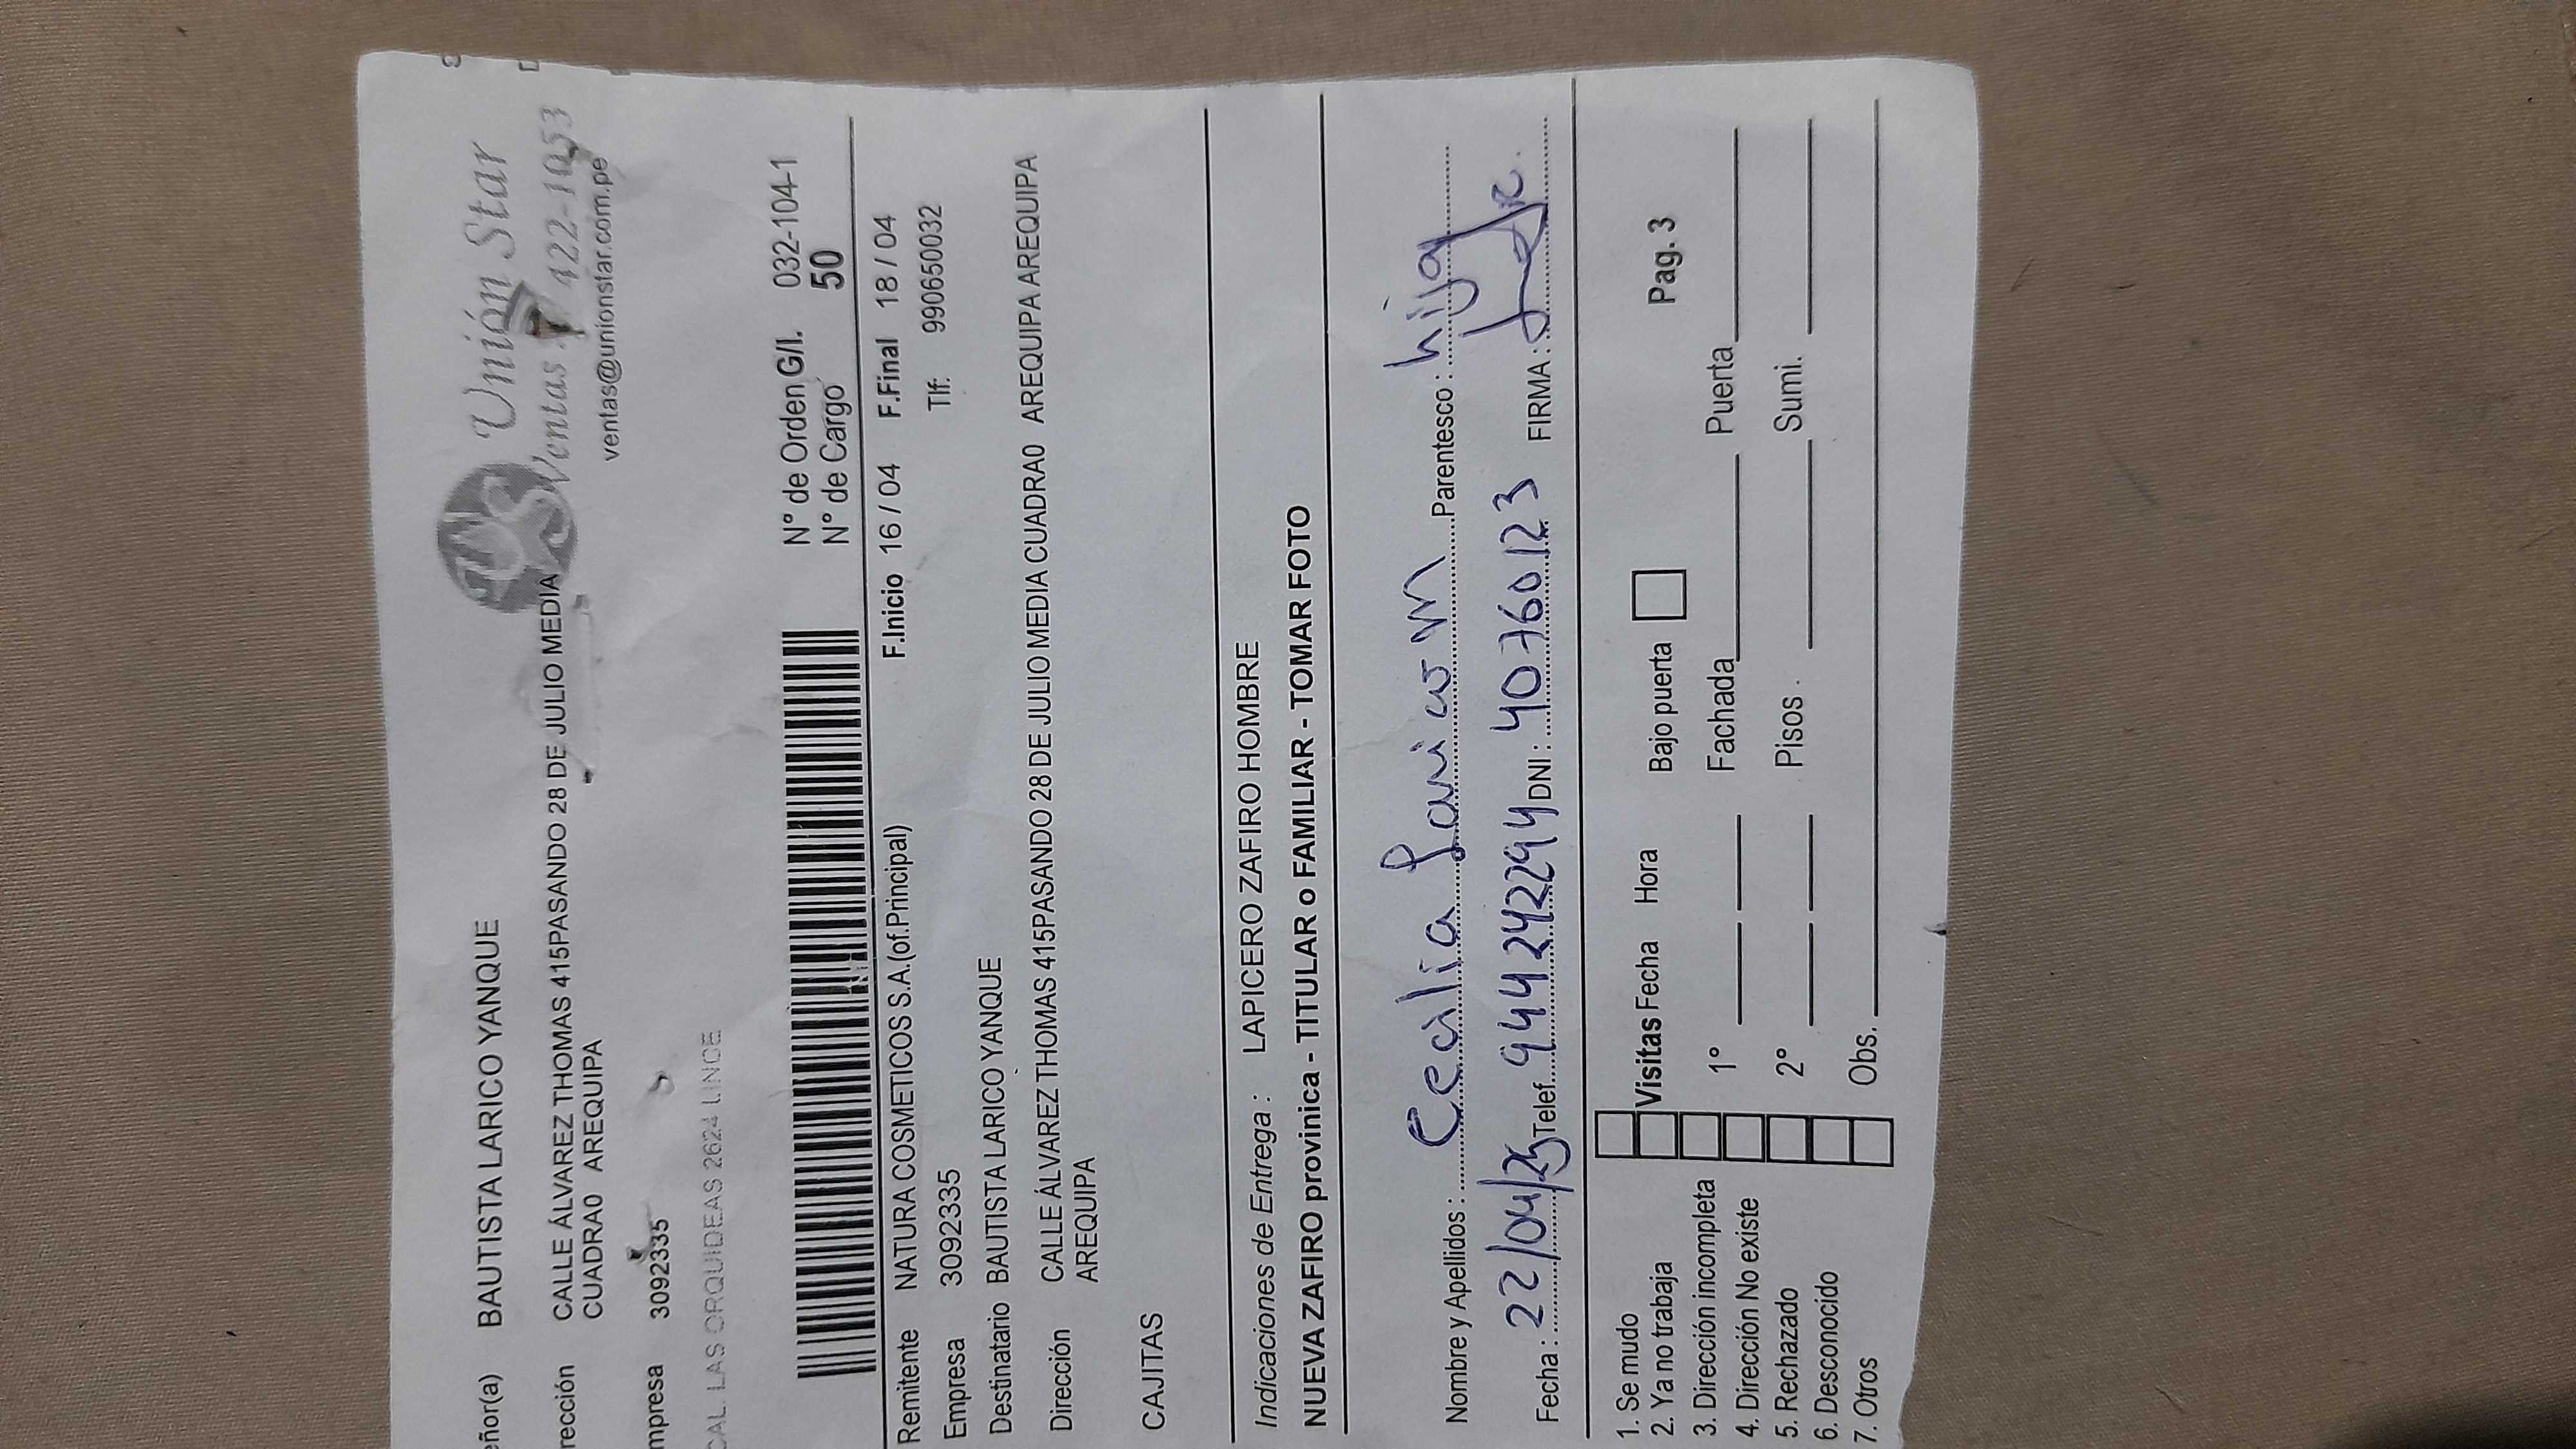 Unión Star
Ventas 422-1053
ventas@unionstar.com.pe
eñor(a) BAUTISTA LARICO YANQUE
rección CALLE ÁLVAREZ THOMAS 415PASANDO 28 DE JULIO MEDIA
CUADRA0 AREQUIPA
mpresa 3092335
CAL. LAS ORQUIDEAS 2624 LINCE
N° de Orden G/I. 032-104-1
N° de Cargo 50
Remitente NATURA COSMETICOS S.A.(of.Principal) F.Inicio 16 / 04 F.Final 18 / 04
Empresa 3092335 Tlf: 990650032
Destinatario BAUTISTA LARICO YANQUE
Dirección CALLE ÁLVAREZ THOMAS 415PASANDO 28 DE JULIO MEDIA CUADRA0 AREQUIPA AREQUIPA
AREQUIPA
CAJITAS
Indicaciones de Entrega : LAPICERO ZAFIRO HOMBRE
NUEVA ZAFIRO provinica - TITULAR o FAMILIAR - TOMAR FOTO
Nombre y Apellidos : Parentesco : hija
Fecha : 22/04/25 Telef. 944242294 DNI : 40760123 FIRMA :
1. Se mudo
2. Ya no trabaja Visitas Fecha Hora Bajo puerta Pag. 3
3. Dirección incompleta
4. Dirección No existe 1° Fachada Puerta
5. Rechazado
6. Desconocido 2° Pisos Sumi.
7. Otros Obs.